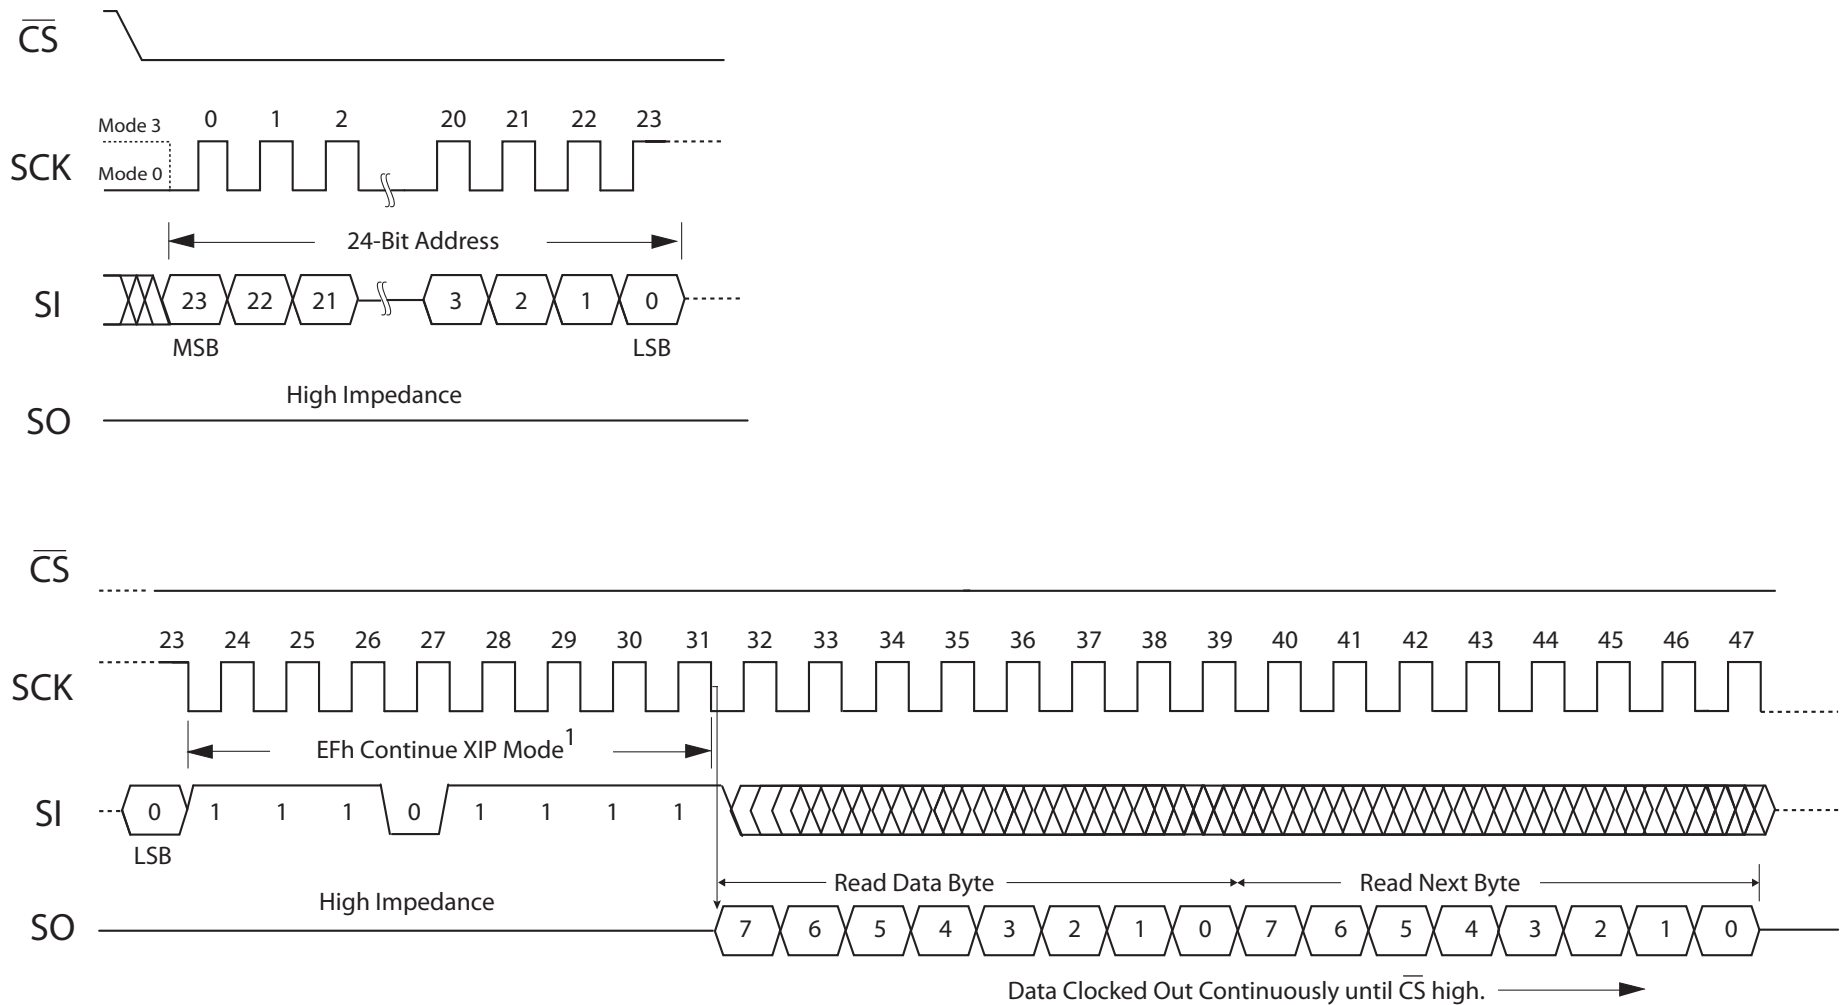 CS
Mode 3
0 1 2 20 21 22 23
SCK
Mode 0
24-Bit Address
SI 23 22 21 3 2 1 0
MSB LSB
High Impedance
SO
CS
23 24 25 26 27 28 29 30 31 32 33 34 35 36 37 38 39 40 41 42 43 44 45 46 47
SCK
EFh Continue XIP Mode1
SI 0 1 1 1 0 1 1 1 1
LSB
Read Data Byte Read Next Byte
High Impedance
SO 7 6 5 4 3 2 1 0 7 6 5 4 3 2 1 0
Data Clocked Out Continuously until CS high.